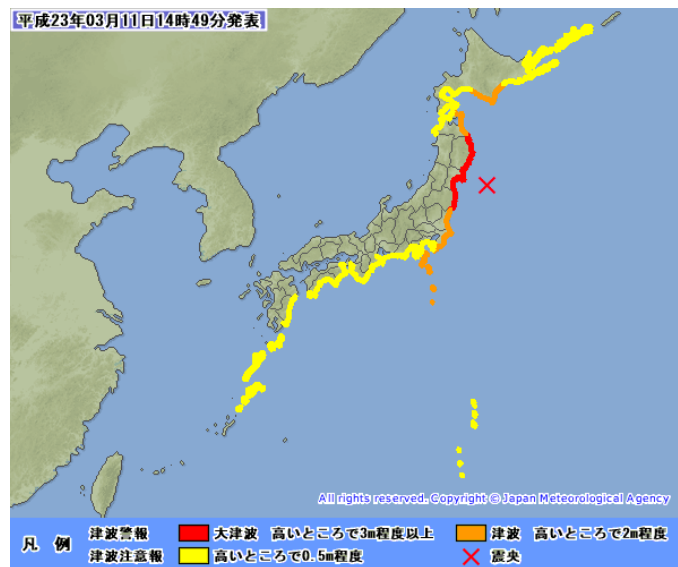 平成23年03月11日14時49分発表
All rights reserved. Copyright © Japan Meteorological Agency
凡 例
津波警報 大津波 高いところで3m程度以上 津波 高いところで2m程度
津波注意報 高いところで0.5m程度 震央